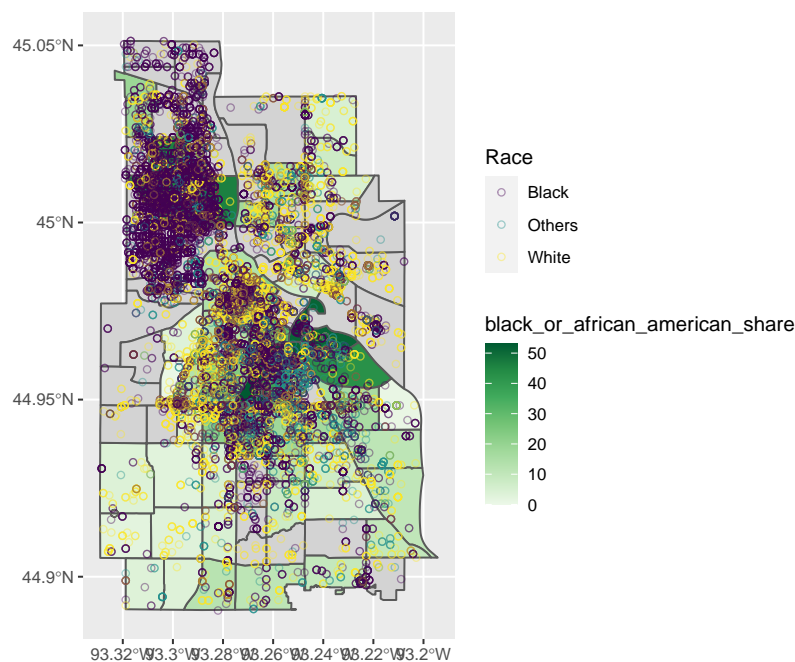 45.05°N
45°N
44.95°N
44.9°N
93.32°W 93.3°W 93.28°W 93.26°W 93.24°W 93.22°W 93.2°W
Race
Black
Others
White
black_or_african_american_share
50
40
30
20
10
0